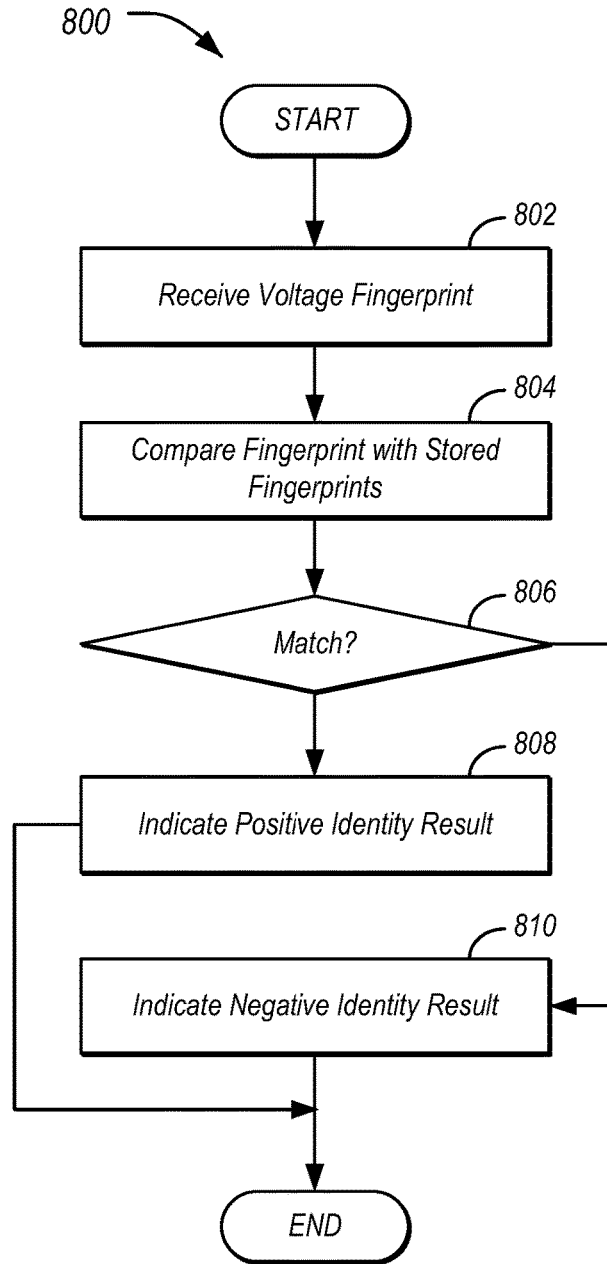 800
START
802
Receive Voltage Fingerprint
804
Compare Fingerprint with Stored
Fingerprints
806
Match?
808
Indicate Positive Identity Result
810
Indicate Negative Identity Result
END